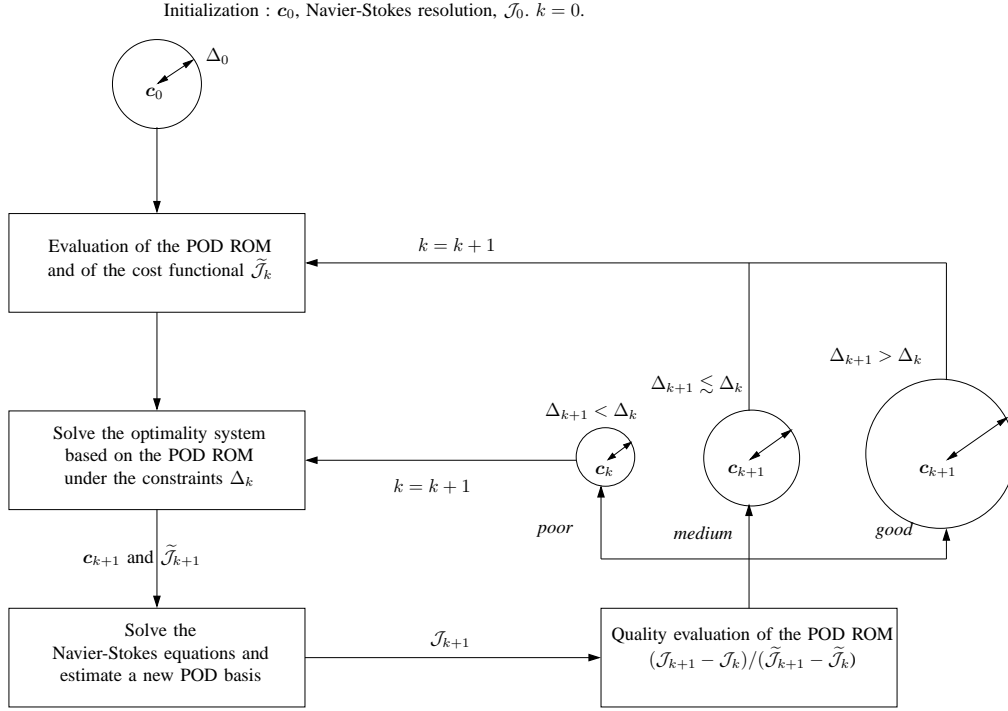 Initialization : c₀, Navier-Stokes resolution, 𝒥₀. k = 0.
Δ₀
c₀
Evaluation of the POD ROM
and of the cost functional 𝒥̃ₖ
k = k + 1
Δₖ₊₁ > Δₖ
Δₖ₊₁ ≲ Δₖ
Δₖ₊₁ < Δₖ
Solve the optimality system
based on the POD ROM
under the constraints Δₖ
cₖ
cₖ₊₁
cₖ₊₁
k = k + 1
poor
medium
good
cₖ₊₁ and 𝒥̃ₖ₊₁
Solve the
Navier-Stokes equations and
estimate a new POD basis
𝒥ₖ₊₁
Quality evaluation of the POD ROM
(𝒥ₖ₊₁ − 𝒥ₖ)/(𝒥̃ₖ₊₁ − 𝒥̃ₖ)